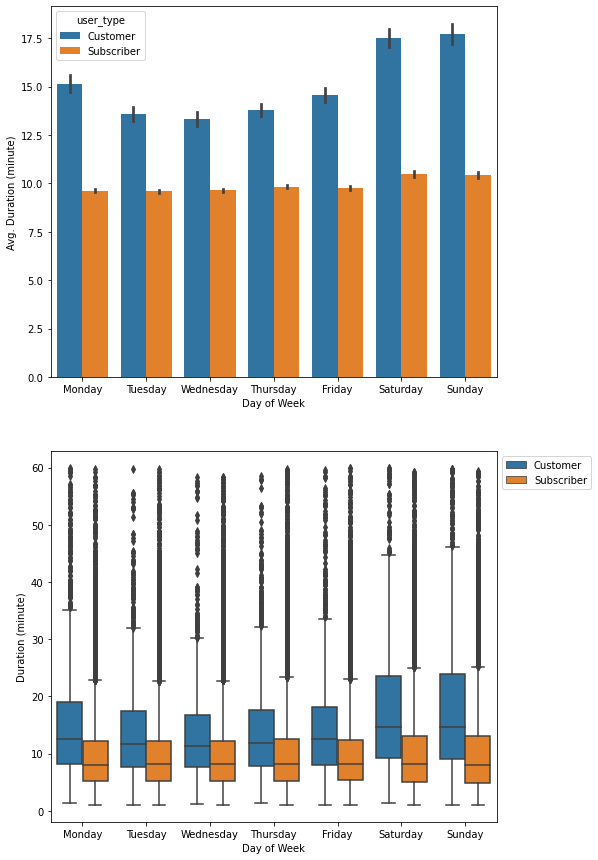 user_type
Customer
Subscriber
Avg. Duration (minute)
17.5
15.0
12.5
10.0
7.5
5.0
2.5
0.0
Monday Tuesday Wednesday Thursday Friday Saturday Sunday
Day of Week
Customer
Subscriber
Duration (minute)
60
50
40
30
20
10
0
Monday Tuesday Wednesday Thursday Friday Saturday Sunday
Day of Week